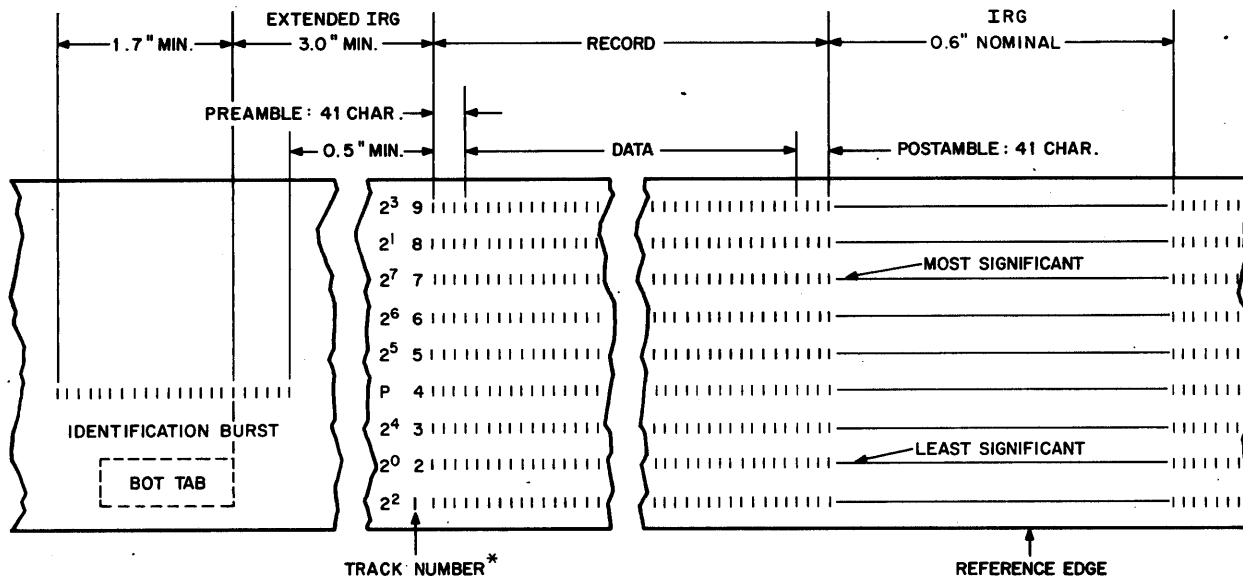 EXTENDED IRG
IRG
1.7" MIN.
3.0" MIN.
RECORD
0.6" NOMINAL
PREAMBLE: 41 CHAR.
0.5" MIN.
DATA
POSTAMBLE: 41 CHAR.
2³ 9
2¹ 8
2⁷ 7
MOST SIGNIFICANT
2⁶ 6
2⁵ 5
P 4
IDENTIFICATION BURST
2⁴ 3
LEAST SIGNIFICANT
2⁰ 2
BOT TAB
2² 1
TRACK NUMBER*
REFERENCE EDGE